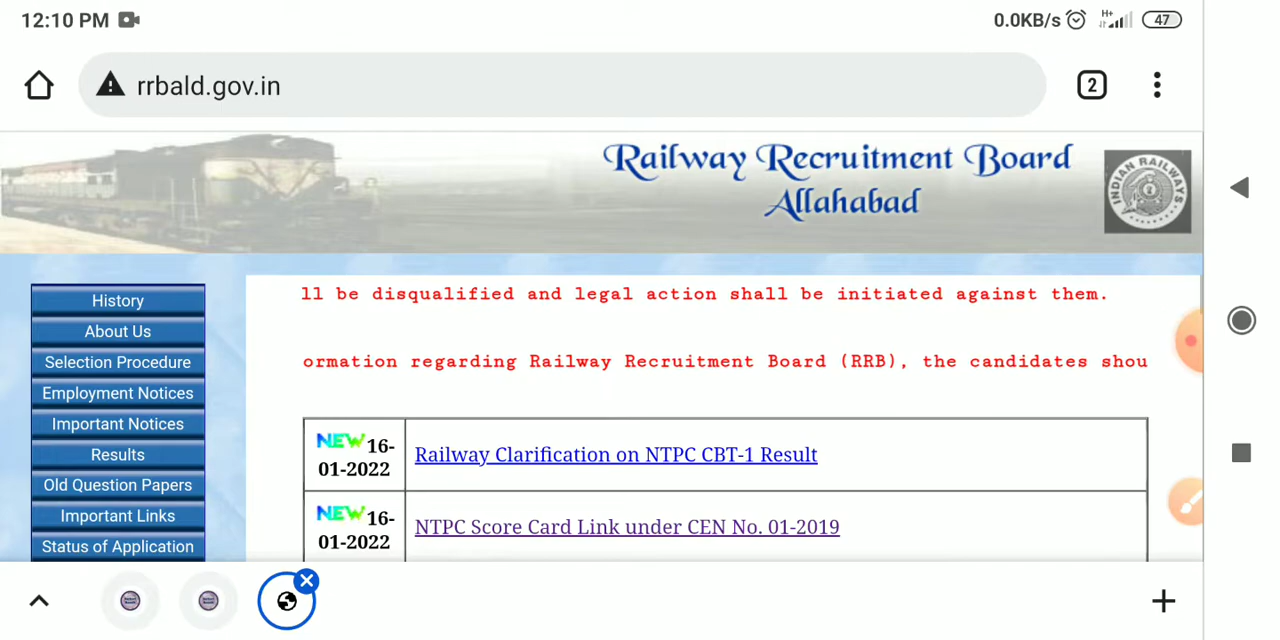 12:10 PM 0.0KB/s H+ 47
rrbald.gov.in 2
Railway Recruitment Board
Allahabad
INDIAN RAILWAYS
History
About Us
Selection Procedure
Employment Notices
Important Notices
Results
Old Question Papers
Important Links
Status of Application
ll be disqualified and legal action shall be initiated against them.
ormation regarding Railway Recruitment Board (RRB), the candidates shou
NEW 16-
01-2022
Railway Clarification on NTPC CBT-1 Result
NEW 16-
01-2022
NTPC Score Card Link under CEN No. 01-2019